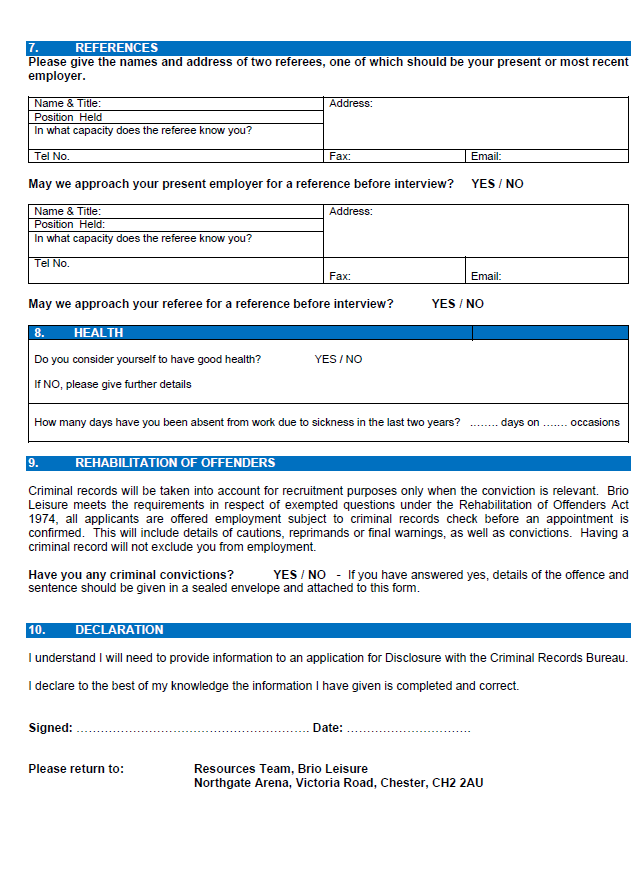 7. REFERENCES
Please give the names and address of two referees, one of which should be your present or most recent
employer.
Name & Title:
Address:
Position Held
In what capacity does the referee know you?
Tel No.
Fax:
Email:
May we approach your present employer for a reference before interview? YES / NO
Name & Title:
Address:
Position Held:
In what capacity does the referee know you?
Tel No.
Fax:
Email:
May we approach your referee for a reference before interview? YES / NO
8. HEALTH
Do you consider yourself to have good health? YES / NO
If NO, please give further details
How many days have you been absent from work due to sickness in the last two years? …….. days on ……. occasions
9. REHABILITATION OF OFFENDERS
Criminal records will be taken into account for recruitment purposes only when the conviction is relevant. Brio
Leisure meets the requirements in respect of exempted questions under the Rehabilitation of Offenders Act
1974, all applicants are offered employment subject to criminal records check before an appointment is
confirmed. This will include details of cautions, reprimands or final warnings, as well as convictions. Having a
criminal record will not exclude you from employment.
Have you any criminal convictions? YES / NO - If you have answered yes, details of the offence and
sentence should be given in a sealed envelope and attached to this form.
10. DECLARATION
I understand I will need to provide information to an application for Disclosure with the Criminal Records Bureau.
I declare to the best of my knowledge the information I have given is completed and correct.
Signed: …………………………………………………. Date: ………………………….
Please return to: Resources Team, Brio Leisure
Northgate Arena, Victoria Road, Chester, CH2 2AU